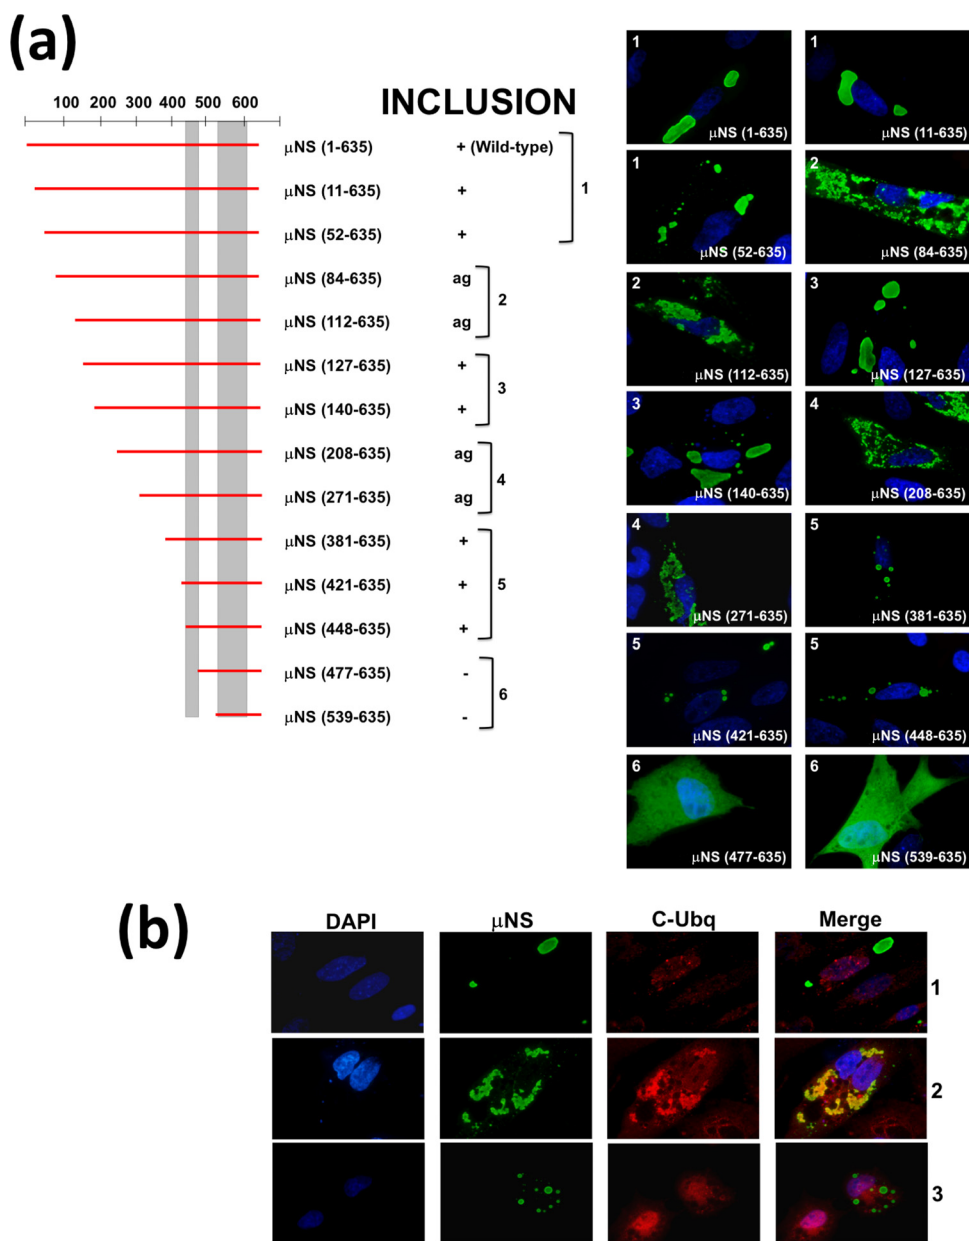 (a)
100 200 300 400 500 600
INCLUSION
µNS (1-635) + (Wild-type)
µNS (11-635) +
µNS (52-635) +
1
µNS (84-635) ag
µNS (112-635) ag
2
µNS (127-635) +
µNS (140-635) +
3
µNS (208-635) ag
µNS (271-635) ag
4
µNS (381-635) +
µNS (421-635) +
µNS (448-635) +
5
µNS (477-635) -
µNS (539-635) -
6
1 1
µNS (1-635) µNS (11-635)
1 2
µNS (52-635) µNS (84-635)
2 3
µNS (112-635) µNS (127-635)
3 4
µNS (140-635) µNS (208-635)
4 5
µNS (271-635) µNS (381-635)
5 5
µNS (421-635) µNS (448-635)
6 6
µNS (477-635) µNS (539-635)
(b)
DAPI µNS C-Ubq Merge
1
2
3